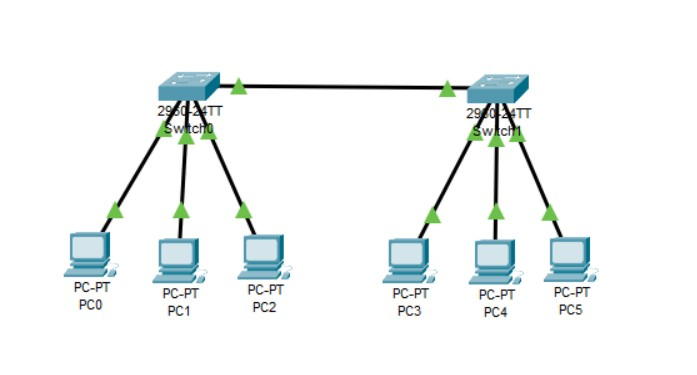 2960-24TT
Switch0
2960-24TT
Switch1
PC-PT
PC0
PC-PT
PC1
PC-PT
PC2
PC-PT
PC3
PC-PT
PC4
PC-PT
PC5